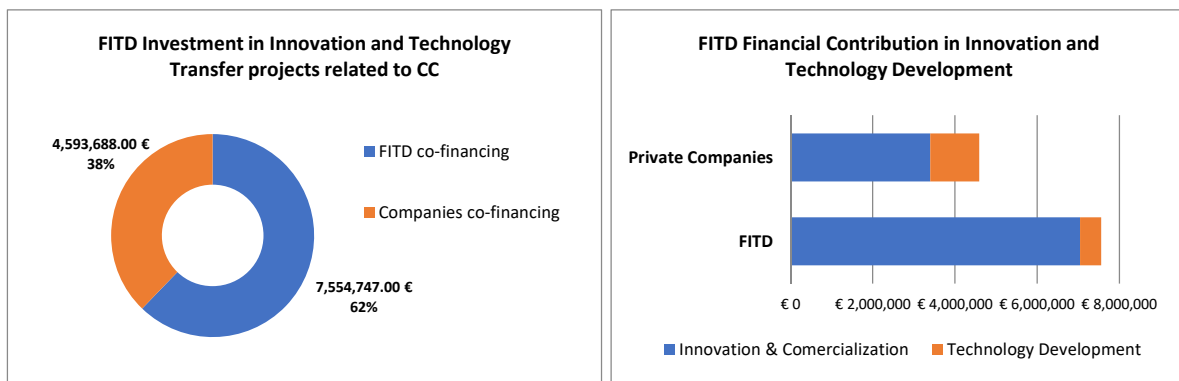 FITD Investment in Innovation and Technology
Transfer projects related to CC
4,593,688.00 €
38%
FITD co-financing
Companies co-financing
7,554,747.00 €
62%
FITD Financial Contribution in Innovation and
Technology Development
Private Companies
FITD
€ 0 € 2,000,000 € 4,000,000 € 6,000,000 € 8,000,000
Innovation & Comercialization Technology Development